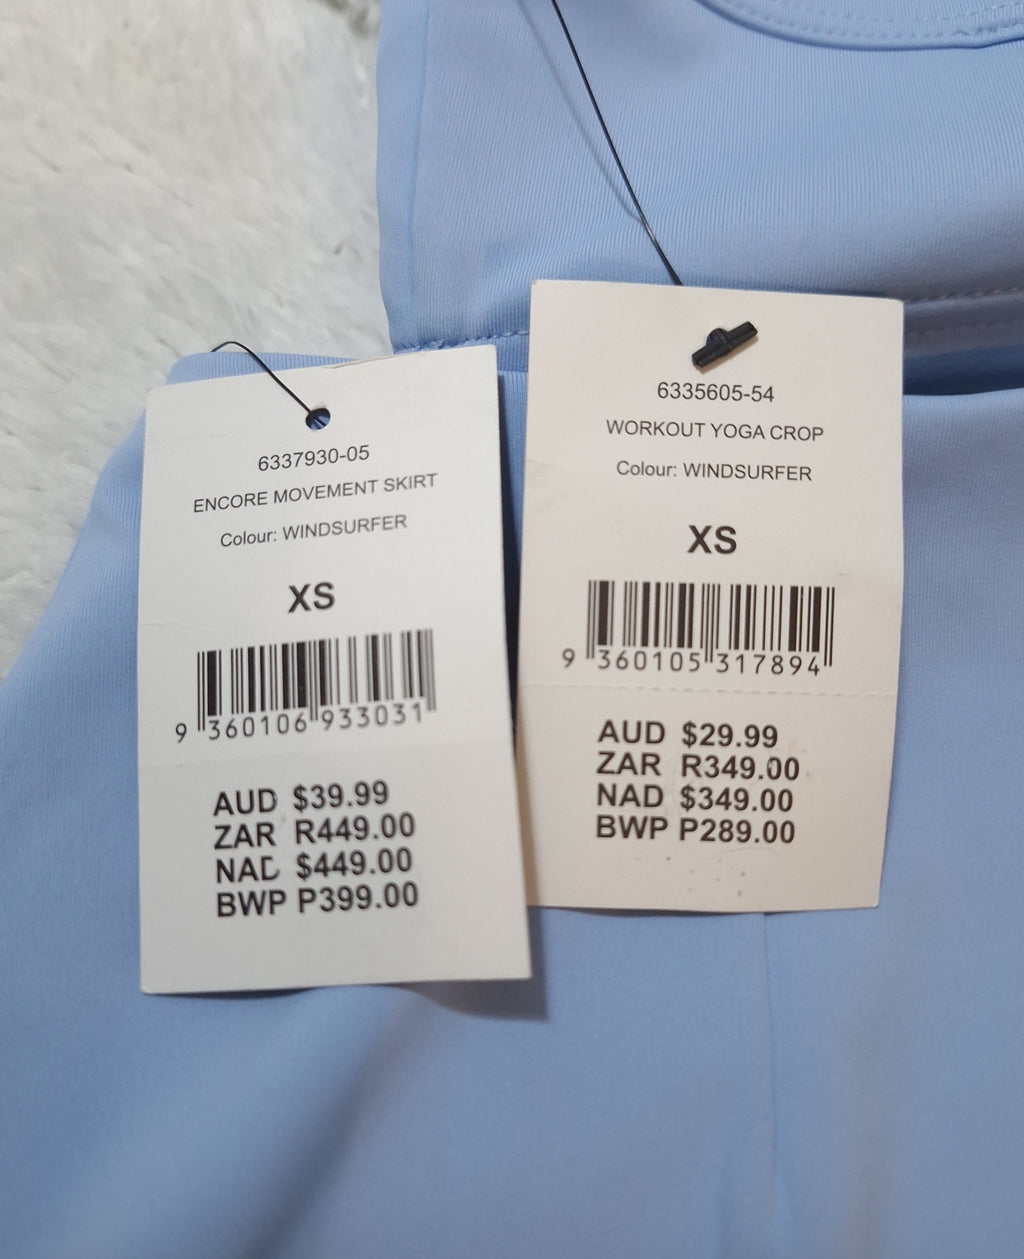 6337930-05
ENCORE MOVEMENT SKIRT
Colour: WINDSURFER
XS
9 360106 933031
AUD $39.99
ZAR R449.00
NAD $449.00
BWP P399.00
6335605-54
WORKOUT YOGA CROP
Colour: WINDSURFER
XS
9 360105 317894
AUD $29.99
ZAR R349.00
NAD $349.00
BWP P289.00